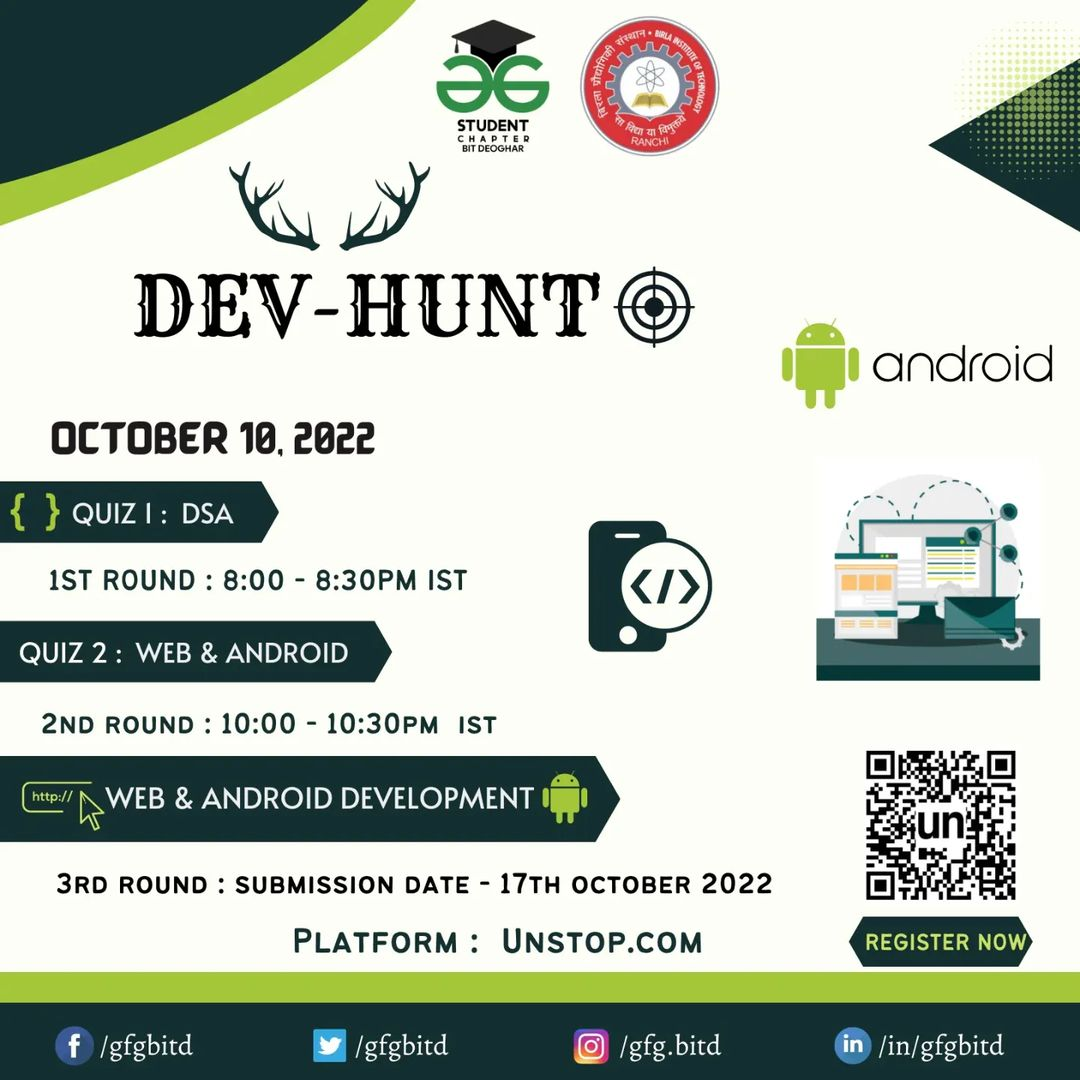 STUDENT
CHAPTER
BIT DEOGHAR
बिरला प्रौद्योगिकी संस्थान • BIRLA INSTITUTE OF TECHNOLOGY
सा विद्या या विमुक्तये
RANCHI
DEV-HUNT
android
OCTOBER 10, 2022
{ } QUIZ 1 : DSA
1ST ROUND : 8:00 - 8:30PM IST
</>
QUIZ 2 : WEB & ANDROID
2ND ROUND : 10:00 - 10:30PM IST
http:// WEB & ANDROID DEVELOPMENT
un
3RD ROUND : SUBMISSION DATE - 17TH OCTOBER 2022
PLATFORM : UNSTOP.COM
REGISTER NOW
/gfgbitd
/gfgbitd
/gfg.bitd
in /in/gfgbitd